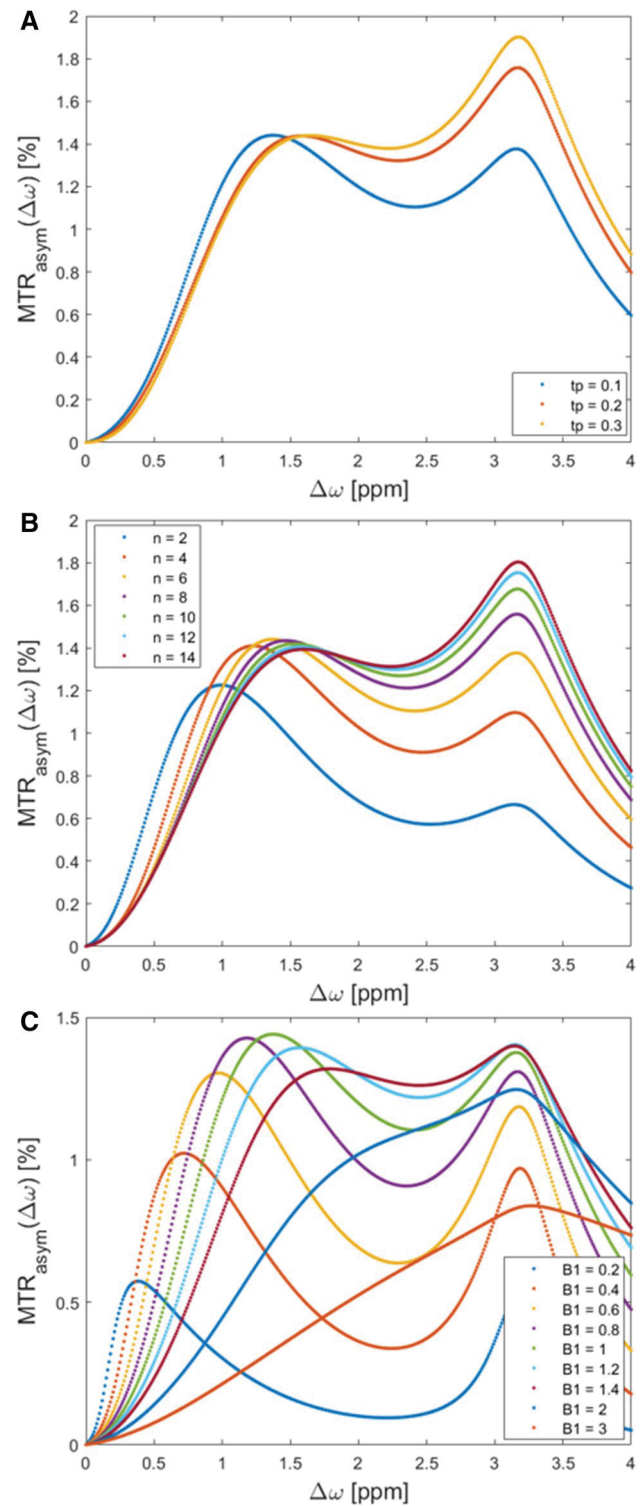 A
MTRasym(Δω) [%]
2
1.8
1.6
1.4
1.2
1
0.8
0.6
0.4
0.2
0
tp = 0.1
tp = 0.2
tp = 0.3
0 0.5 1 1.5 2 2.5 3 3.5 4
Δω [ppm]
B
MTRasym(Δω) [%]
2
1.8
1.6
1.4
1.2
1
0.8
0.6
0.4
0.2
0
n = 2
n = 4
n = 6
n = 8
n = 10
n = 12
n = 14
0 0.5 1 1.5 2 2.5 3 3.5 4
Δω [ppm]
C
MTRasym(Δω) [%]
1.5
1
0.5
0
B1 = 0.2
B1 = 0.4
B1 = 0.6
B1 = 0.8
B1 = 1
B1 = 1.2
B1 = 1.4
B1 = 2
B1 = 3
0 0.5 1 1.5 2 2.5 3 3.5 4
Δω [ppm]